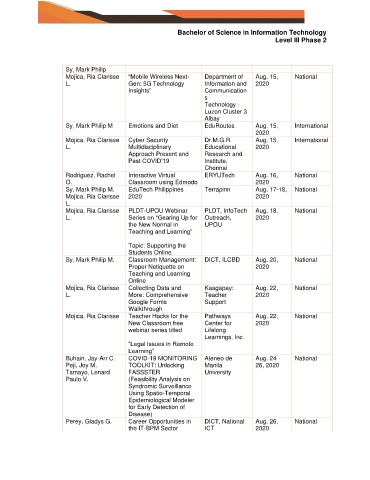 Bachelor of Science in Information Technology
Level III Phase 2
Sy, Mark Philip
Mojica, Ria Clarisse L. "Mobile Wireless Next-Gen: 5G Technology Insights" Department of Information and Communications Technology - Luzon Cluster 3 Albay Aug. 15, 2020 National
Sy, Mark Philip M Emotions and Diet EduRoutes Aug. 15, 2020 International
Mojica, Ria Clarisse L. Cyber Security Multidisciplinary Approach Present and Past COVID'19 Dr.M.G.R. Educational Research and Institute, Chennai Aug. 15, 2020 International
Rodriguez, Rachel O. Interactive Virtual Classroom using Edmodo ERYUTech Aug. 16, 2020 National
Sy, Mark Philip M. Mojica, Ria Clarisse L. EduTech Philippines 2020 Terrapinn Aug. 17-18, 2020 National
Mojica, Ria Clarisse L. PLDT-UPOU Webinar Series on "Gearing Up for the New Normal in Teaching and Learning" PLDT, InfoTech Outreach, UPOU Aug. 18, 2020 National
Topic: Supporting the Students Online
Sy, Mark Philip M. Classroom Management: Proper Netiquette on Teaching and Learning Online DICT, ILCBD Aug. 20, 2020 National
Mojica, Ria Clarisse L. Collecting Data and More: Comprehensive Google Forms Walkthrough Kaagapay: Teacher Support Aug. 22, 2020 National
Mojica, Ria Clarisse Teacher Hacks for the New Classroom free webinar series titled Pathways Center for Lifelong Learnings, Inc. Aug. 22, 2020 National
"Legal Issues in Remote Learning"
Buhain, Jay-Arr C. Peji, Joy M. Tamayo, Lenard Paulo V. COVID-19 MONITORING TOOLKIT: Unlocking FASSSTER (Feasibility Analysis on Syndromic Surveillance Using Spatio-Temporal Epidemiological Modeler for Early Detection of Disease) Ateneo de Manila University Aug. 24 - 26, 2020 National
Perey, Gladys G. Career Opportunities in the IT-BPM Sector DICT, National ICT Aug. 26, 2020 National